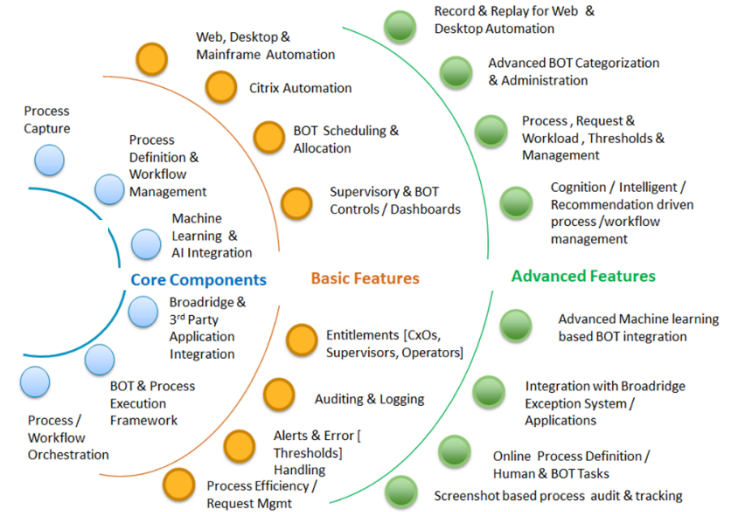 Process
Capture
Process
Definition &
Workflow
Management
Machine
Learning &
AI Integration
Core Components
Broadridge &
3rd Party
Application
Integration
BOT & Process
Execution
Framework
Process /
Workflow
Orchestration
Web, Desktop &
Mainframe Automation
Citrix Automation
BOT Scheduling &
Allocation
Supervisory & BOT
Controls / Dashboards
Basic Features
Entitlements [CxOs,
Supervisors, Operators]
Auditing & Logging
Alerts & Error [
Thresholds]
Handling
Process Efficiency /
Request Mgmt
Record & Replay for Web &
Desktop Automation
Advanced BOT Categorization
& Administration
Process , Request &
Workload , Thresholds &
Management
Cognition / Intelligent /
Recommendation driven
process /workflow
management
Advanced Features
Advanced Machine learning
based BOT integration
Integration with Broadridge
Exception System /
Applications
Online Process Definition /
Human & BOT Tasks
Screenshot based process audit & tracking